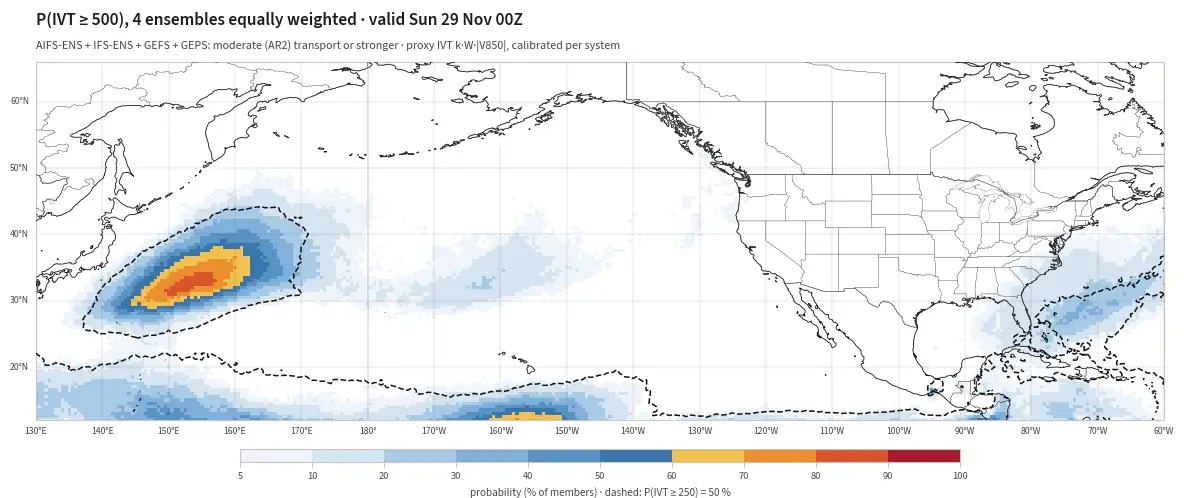 P(IVT ≥ 500), 4 ensembles equally weighted · valid Sun 29 Nov 00Z
AIFS-ENS + IFS-ENS + GEFS + GEPS: moderate (AR2) transport or stronger · proxy IVT k·W·|V850|, calibrated per system
60°N
50°N
40°N
30°N
20°N
130°E 140°E 150°E 160°E 170°E 180° 170°W 160°W 150°W 140°W 130°W 120°W 110°W 100°W 90°W 80°W 70°W 60°W
5 10 20 30 40 50 60 70 80 90 100
probability (% of members) · dashed: P(IVT ≥ 250) = 50 %